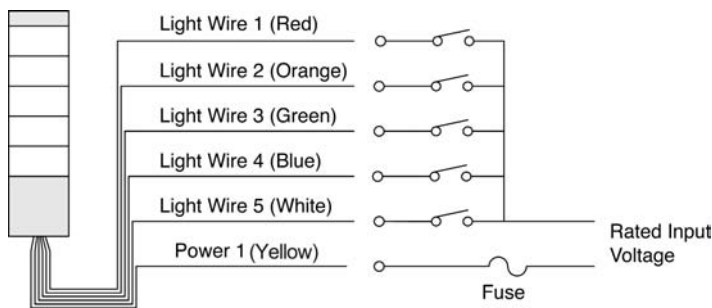 Light Wire 1 (Red)
Light Wire 2 (Orange)
Light Wire 3 (Green)
Light Wire 4 (Blue)
Light Wire 5 (White)
Power 1 (Yellow)
Rated Input
Voltage
Fuse